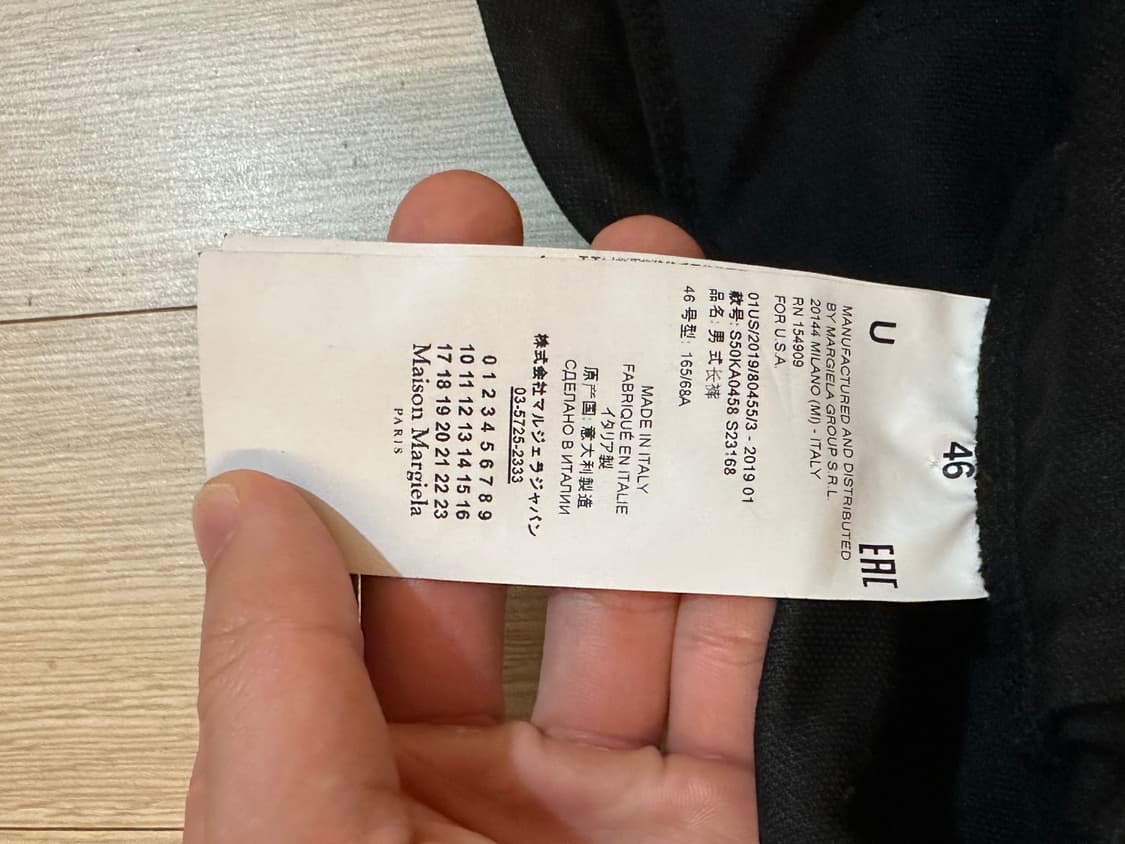 46
U EAC
MANUFACTURED AND DISTRIBUTED
BY MARGIELA GROUP S.R.L.
20144 MILANO (MI) - ITALY
RN 154909
FOR U.S.A.
01US/2019/80455/3 - 2019 01
款号: S50KA0458 S23168
品名: 男式长裤
46 号型: 165/68A
MADE IN ITALY
FABRIQUÉ EN ITALIE
イタリア製
原产国: 意大利製造
СДЕЛАНО В ИТАЛИИ
株式会社マルジェラジャパン
03-5725-2333
0 1 2 3 4 5 6 7 8 9
10 11 12 13 14 15 16
17 18 19 20 21 22 23
Maison Margiela
PARIS